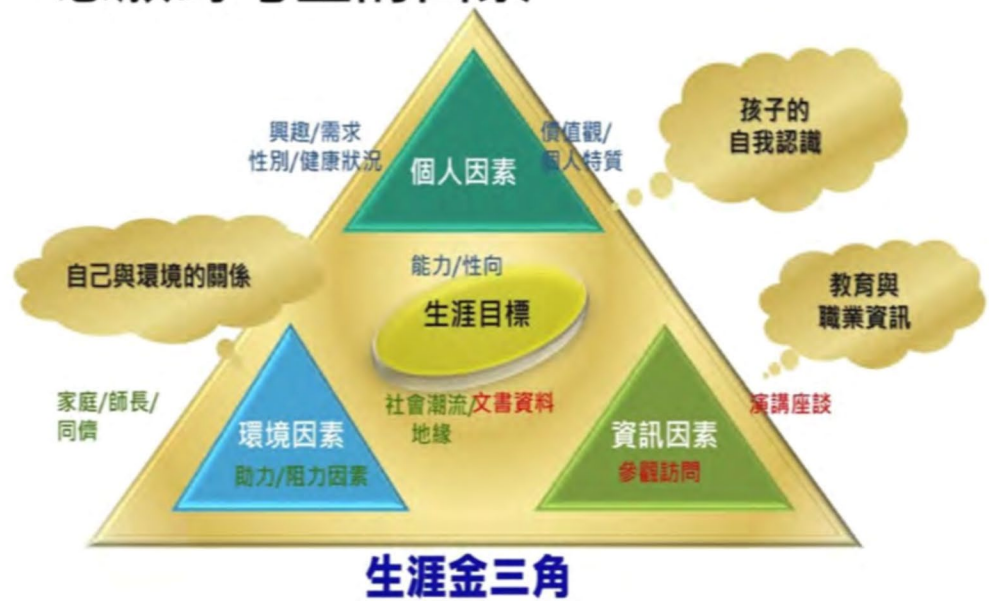 孩子的
自我認識
興趣/需求
性別/健康狀況
價值觀/
個人特質
個人因素
自己與環境的關係
能力/性向
生涯目標
教育與
職業資訊
家庭/師長/
同儕
社會潮流/
地緣
文書資料
演講座談
環境因素
助力/阻力因素
資訊因素
參觀訪問
生涯金三角